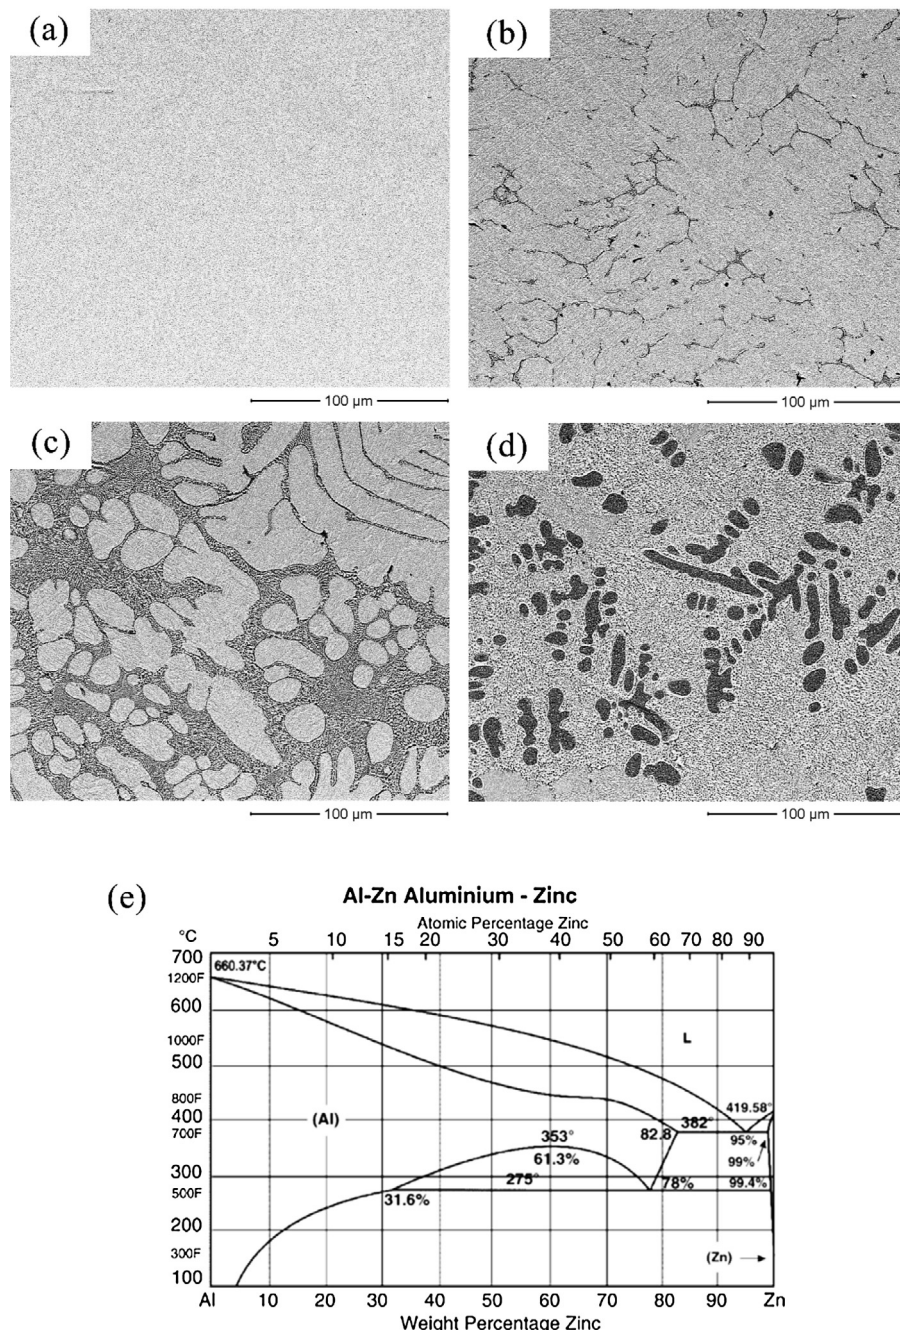 (a)
(b)
100 µm
100 µm
(c)
(d)
100 µm
100 µm
(e)
Al-Zn Aluminium - Zinc
Atomic Percentage Zinc
°C
5 10 15 20 30 40 50 60 70 80 90
700
1200F
660.37°C
600
1000F
L
500
800F
419.58°
400
(Al)
700F
353°
82.8
382°
95%
61.3%
99%
300
275°
78%
99.4%
500F
31.6%
200
300F
(Zn)
100
Al 10 20 30 40 50 60 70 80 90 Zn
Weight Percentage Zinc